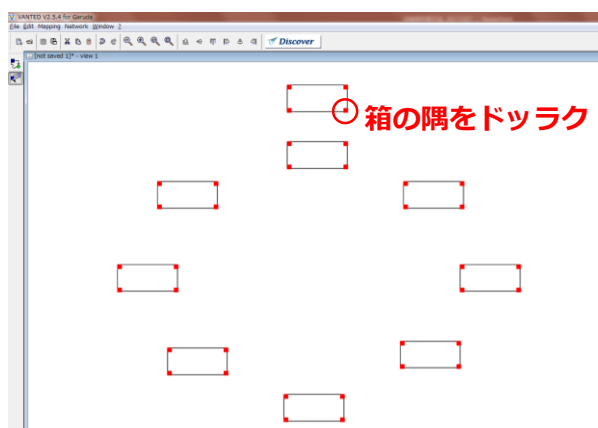 VANTED V2.5.4 for Garuda
File Edit Mapping Network Window ?
Discover
[not saved 1]* - view 1
箱の隅をドッラク